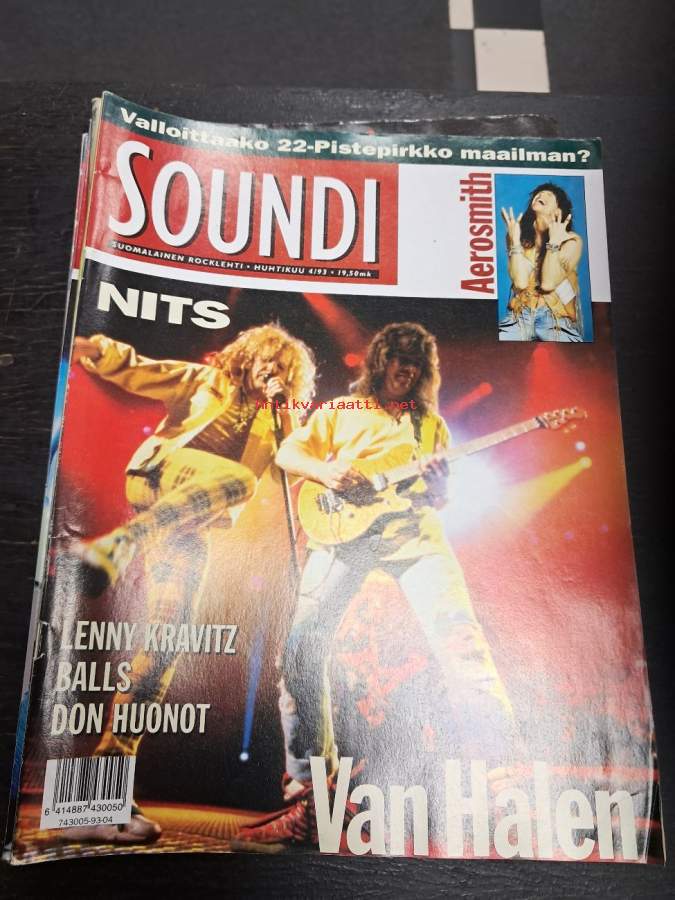 Valloittaako 22-Pistepirkko maailman?
SOUNDI
SUOMALAINEN ROCKLEHTI • HUHTIKUU 4/93 • 19,50mk
Aerosmith
NITS
antikvariaatti.net
LENNY KRAVITZ
BALLS
DON HUONOT
Van Halen
6 414887 430050
743005-93-04